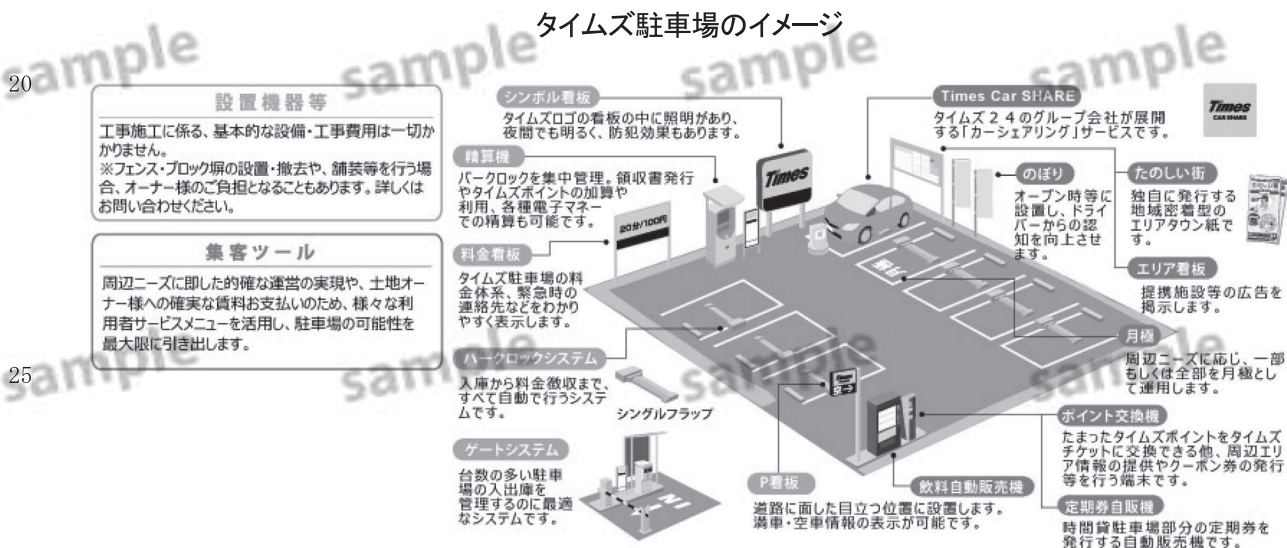 タイムズ駐車場のイメージ
20
設置機器等
工事施工に係る、基本的な設備・工事費用は一切か
かりません。
※フェンス・ブロック塀の設置・撤去や、舗装等を行う場
合、オーナー様のご負担となることもあります。詳しくは
お問い合わせください。
集客ツール
周辺ニーズに即した的確な運営の実現や、土地オー
ナー様への確実な賃料お支払いのため、様々な利
用者サービスメニューを活用し、駐車場の可能性を
最大限に引き出します。
25
シンボル看板
タイムズロゴの看板の中に照明があり、
夜間でも明るく、防犯効果もあります。
精算機
パークロックを集中管理。領収書発行
やタイムズポイントの加算や
利用、各種電子マネー
での精算も可能です。
料金看板
タイムズ駐車場の料
金体系、緊急時の
連絡先などをわかり
やすく表示します。
パークロックシステム
入庫から料金徴収まで、
すべて自動で行うシステ
ムです。
シングルフラップ
ゲートシステム
台数の多い駐車
場の入出庫を
管理するのに最適
なシステムです。
20分/100円
Times
Times
空→
IN
P看板
道路に面した目立つ位置に設置します。
満車・空車情報の表示が可能です。
飲料自動販売機
Times Car SHARE
タイムズ24のグループ会社が展開
する「カーシェアリング」サービスです。
Times
CAR SHARE
のぼり
オープン時等に
設置し、ドライ
バーからの認
知を向上させ
ます。
たのしい街
独自に発行する
地域密着型の
エリアタウン紙で
す。
エリア看板
提携施設等の広告を
掲示します。
月極
周辺ニーズに応じ、一部
もしくは全部を月極とし
て運用します。
ポイント交換機
たまったタイムズポイントをタイムズ
チケットに交換できる他、周辺エリ
ア情報の提供やクーポン券の発行
等を行う端末です。
定期券自販機
時間貸駐車場部分の定期券を
発行する自動販売機です。
sample
sample
sample
sample
sample
sample